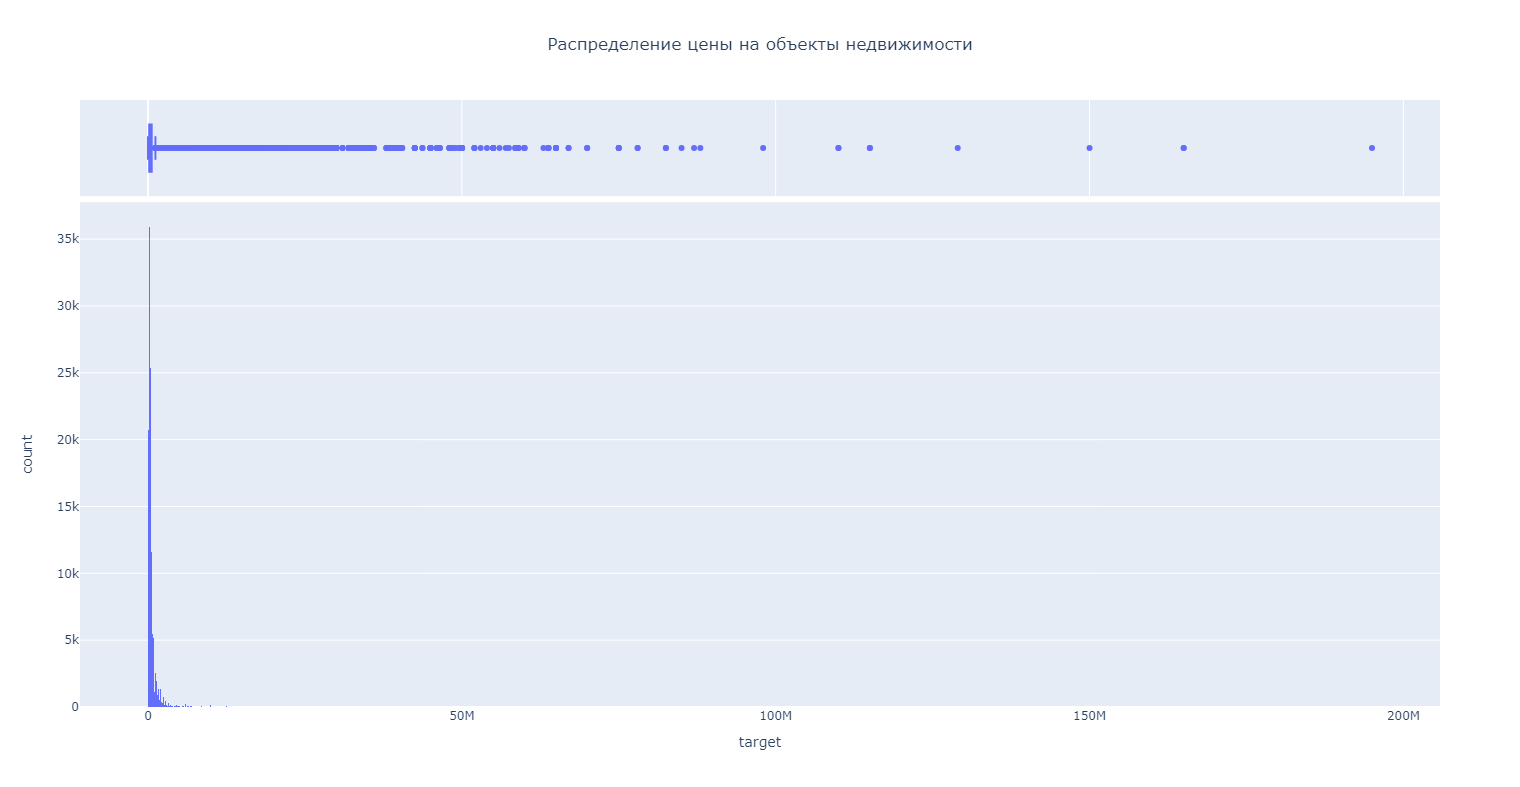 Распределение цены на объекты недвижимости
35k
30k
25k
20k
15k
10k
5k
0
count
0 50M 100M 150M 200M
target